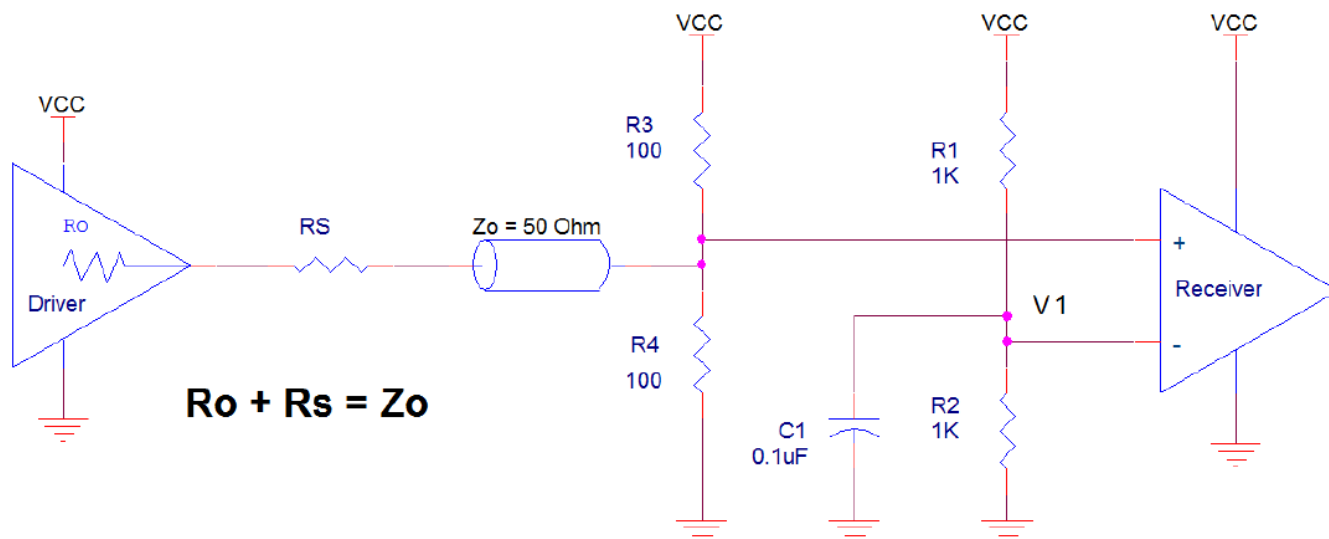 VCC
VCC
VCC
VCC
R3
100
R1
1K
RO
RS
Zo = 50 Ohm
+
Driver
Receiver
V1
-
R4
100
Ro + Rs = Zo
R2
1K
C1
0.1uF